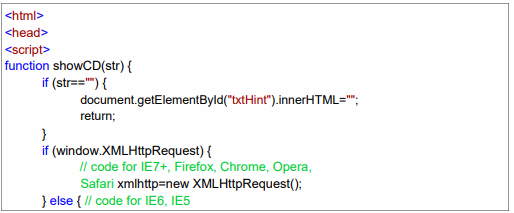 <html>
<head>
<script>
function showCD(str) {
if (str=="") {
document.getElementById("txtHint").innerHTML="";
return;
}
if (window.XMLHttpRequest) {
// code for IE7+, Firefox, Chrome, Opera,
Safari xmlhttp=new XMLHttpRequest();
} else { // code for IE6, IE5